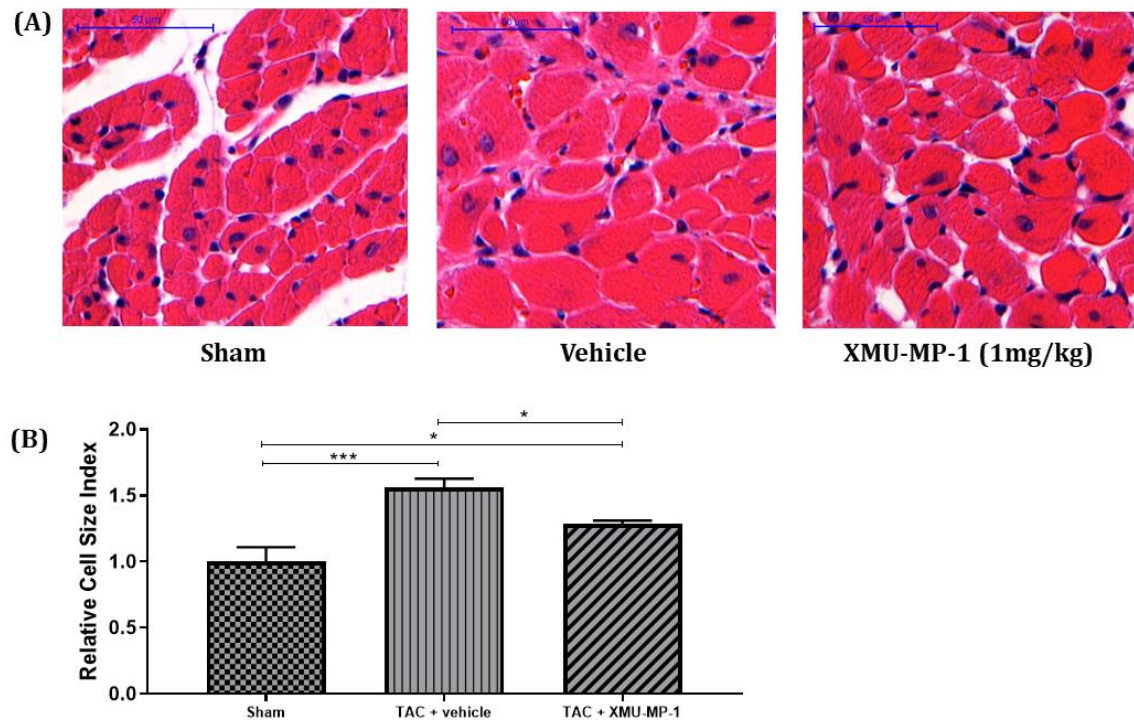 (A)
50 μm
50 μm
50 μm
Sham
Vehicle
XMU-MP-1 (1mg/kg)
(B)
Relative Cell Size Index
2.0
1.5
1.0
0.5
0.0
*
*
***
Sham
TAC + vehicle
TAC + XMU-MP-1